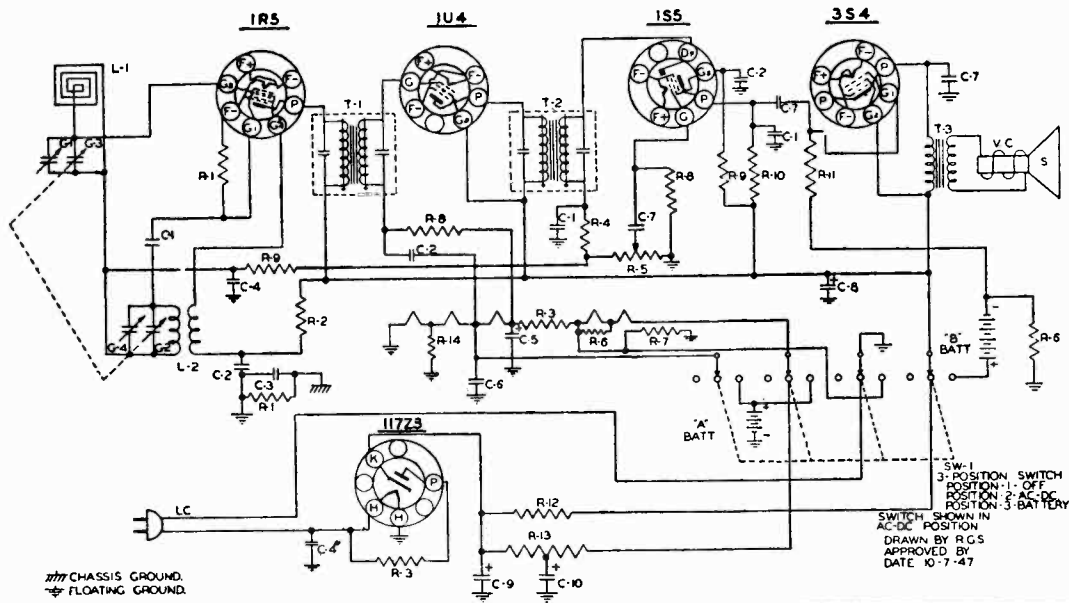 1R5
1U4
1S5
3S4
L-1
F+
F-
G3
P
F-
G1
G4
F+
F-
G
P
F-
G2
D P
F-
G2
P
F+
G
F-
F+
P
G1
F-
G2
C-2
C-7
C-7
C-1
T-1
T-2
T-3
V.C
S
G-1
G-3
R-1
R-8
R-9
R-10
R-11
C-1
R-4
C-7
R-8
C-1
C-2
R-5
R-9
C-4
C-8
R-2
R-3
R-14
C-5
R-6
R-7
"B"
BATT
-
+
R-6
G-4
G-2
L-2
C-2
C-3
R-1
C-6
"A"
BATT
+
-
117Z3
K
P
H
H
LC
C-4
R-3
R-12
R-13
+
C-9
+
C-10
SW-1
3-POSITION SWITCH
POSITION-1-OFF
POSITION-2-AC-DC
POSITION-3-BATTERY
SWITCH SHOWN IN
AC-DC POSITION
DRAWN BY RGS
APPROVED BY
DATE 10-7-47
CHASSIS GROUND.
FLOATING GROUND.